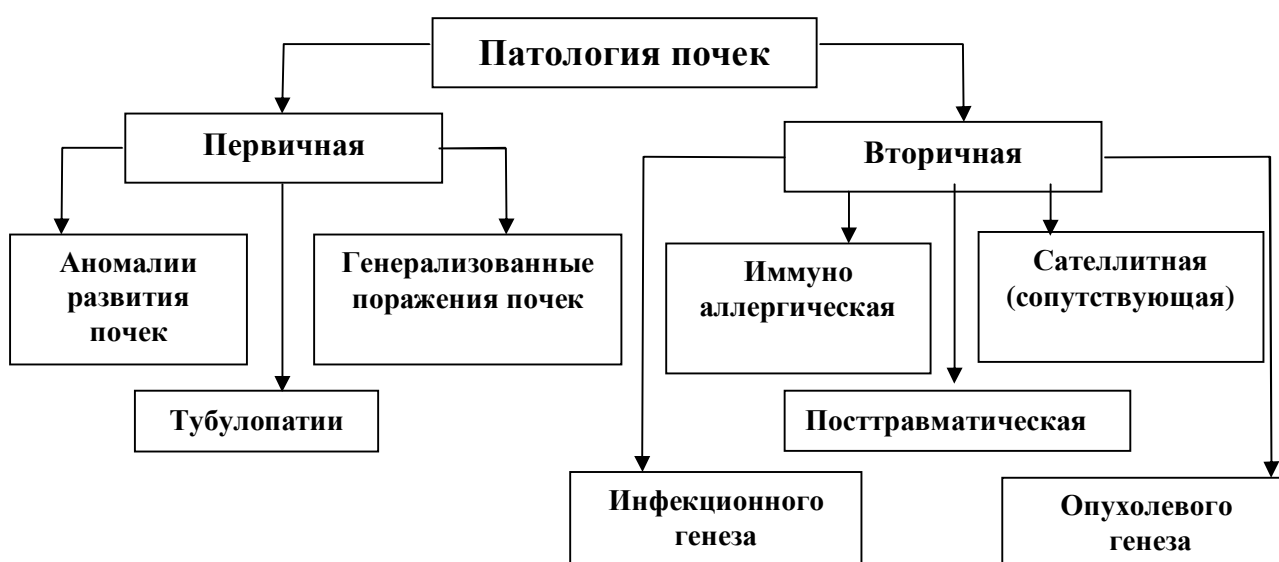 Патология почек
Первичная
Вторичная
Аномалии
развития
почек
Генерализованные
поражения почек
Иммуно
аллергическая
Сателлитная
(сопутствующая)
Тубулопатии
Посттравматическая
Инфекционного
генеза
Опухолевого
генеза